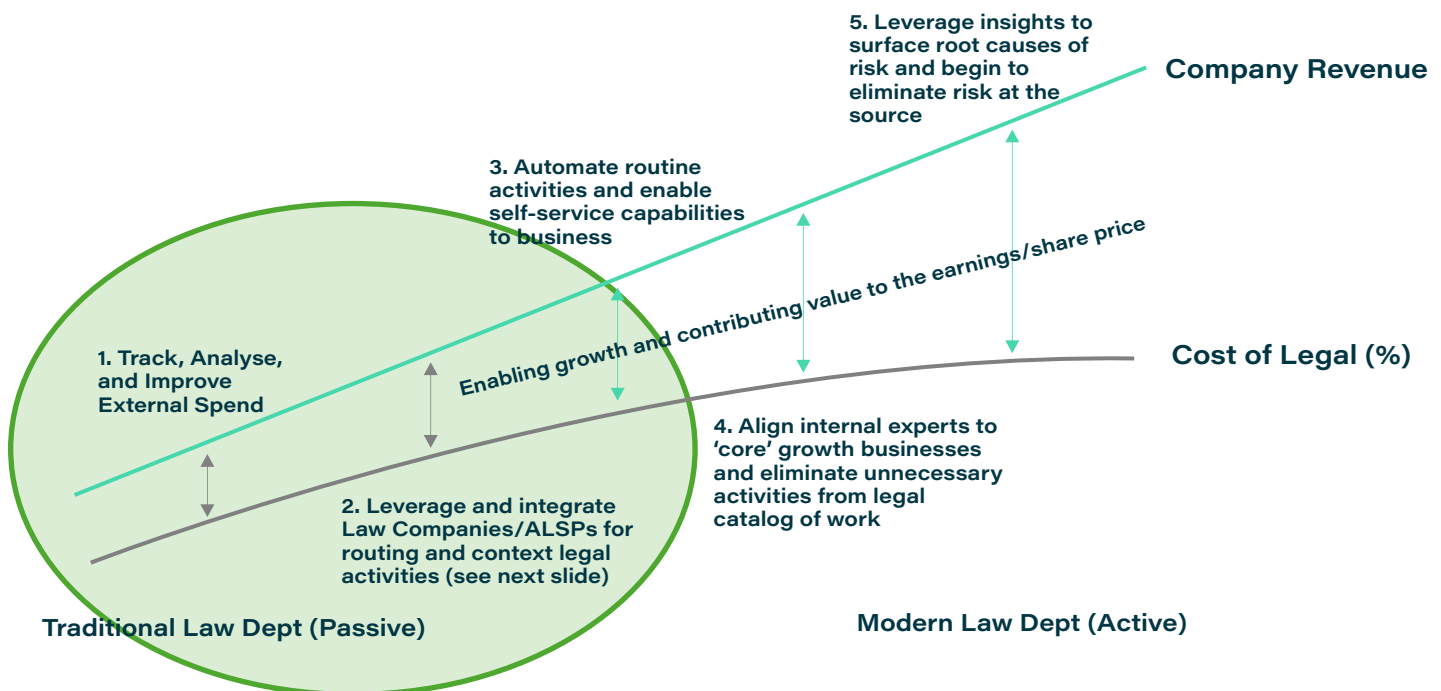 5. Leverage insights to
surface root causes of
risk and begin to
eliminate risk at the
source
Company Revenue
3. Automate routine
activities and enable
self-service capabilities
to business
Enabling growth and contributing value to the earnings/share price
1. Track, Analyse,
and Improve
External Spend
Cost of Legal (%)
4. Align internal experts to
‘core’ growth businesses
and eliminate unnecessary
activities from legal
catalog of work
2. Leverage and integrate
Law Companies/ALSPs for
routing and context legal
activities (see next slide)
Traditional Law Dept (Passive)
Modern Law Dept (Active)